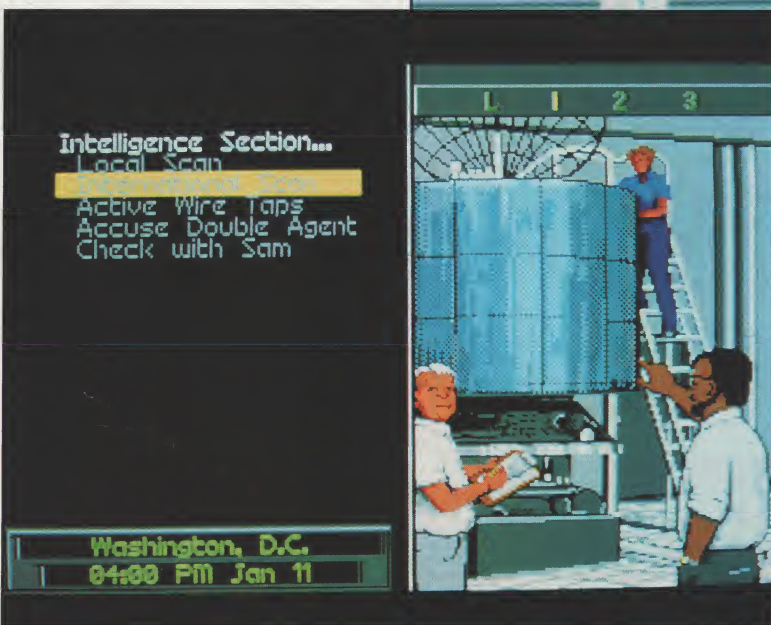 Intelligence Section...
Local Scan
International Scan
Active Wire Taps
Accuse Double Agent
Check with Sam
L 1 2 3
Washington, D.C.
04:00 PM Jan 11